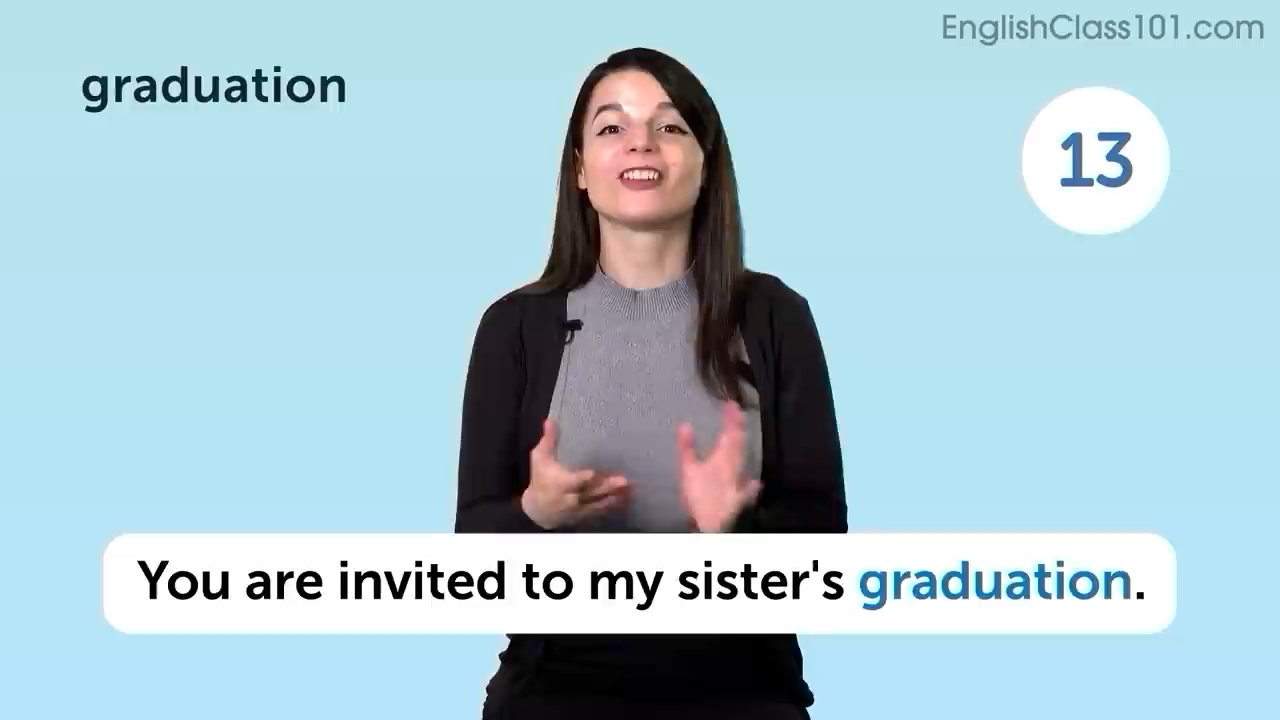 EnglishClass101.com
graduation
13
You are invited to my sister's graduation.